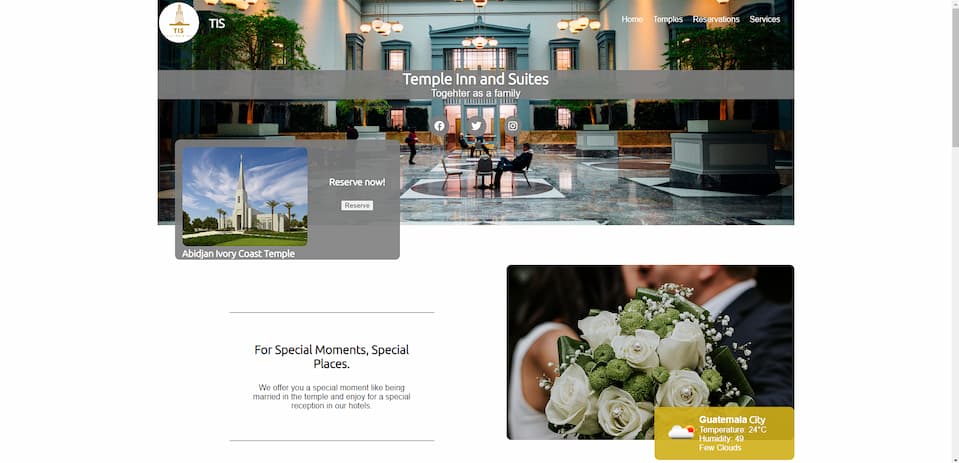 TIS
TIS
Home Temples Reservations Services
Temple Inn and Suites
Togehter as a family
Reserve now!
Reserve
Abidjan Ivory Coast Temple
For Special Moments, Special
Places.
We offer you a special moment like being
married in the temple and enjoy for a special
reception in our hotels.
Guatemala City
Temperature: 24°C
Humidity: 49
Few Clouds